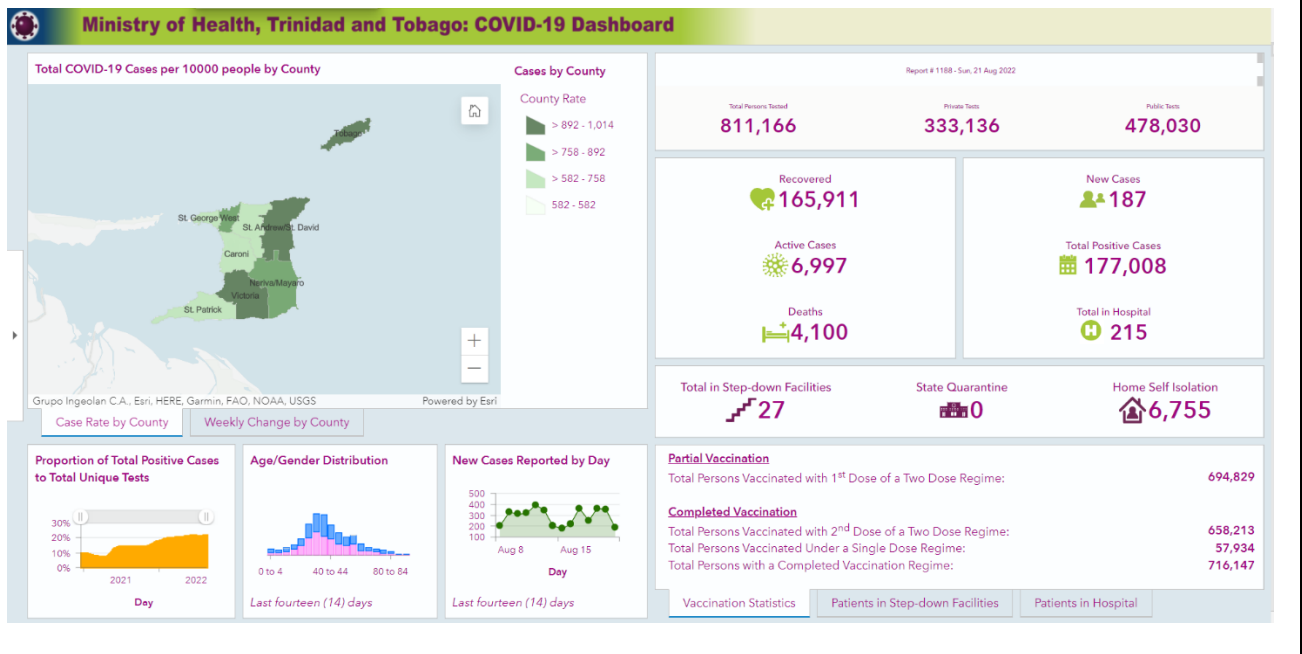 Ministry of Health, Trinidad and Tobago: COVID-19 Dashboard
Total COVID-19 Cases per 10000 people by County
Tobago
St. George West
St. Andrew/St. David
Caroni
Nariva/Mayaro
Victoria
St. Patrick
Grupo Ingeolan C.A., Esri, HERE, Garmin, FAO, NOAA, USGS
Powered by Esri
Cases by County
County Rate
> 892 - 1,014
> 758 - 892
> 582 - 758
582 - 582
Case Rate by County
Weekly Change by County
Report # 1188 - Sun, 21 Aug 2022
Total Persons Tested
811,166
Private Tests
333,136
Public Tests
478,030
Recovered
165,911
Active Cases
6,997
Deaths
4,100
New Cases
187
Total Positive Cases
177,008
Total in Hospital
H 215
Total in Step-down Facilities
27
State Quarantine
0
Home Self Isolation
6,755
Proportion of Total Positive Cases
to Total Unique Tests
30%
20%
10%
0%
2021 2022
Day
Age/Gender Distribution
0 to 4 40 to 44 80 to 84
Last fourteen (14) days
New Cases Reported by Day
500
400
300
200
100
Aug 8 Aug 15
Day
Last fourteen (14) days
Partial Vaccination
Total Persons Vaccinated with 1st Dose of a Two Dose Regime: 694,829
Completed Vaccination
Total Persons Vaccinated with 2nd Dose of a Two Dose Regime: 658,213
Total Persons Vaccinated Under a Single Dose Regime: 57,934
Total Persons with a Completed Vaccination Regime: 716,147
Vaccination Statistics
Patients in Step-down Facilities
Patients in Hospital